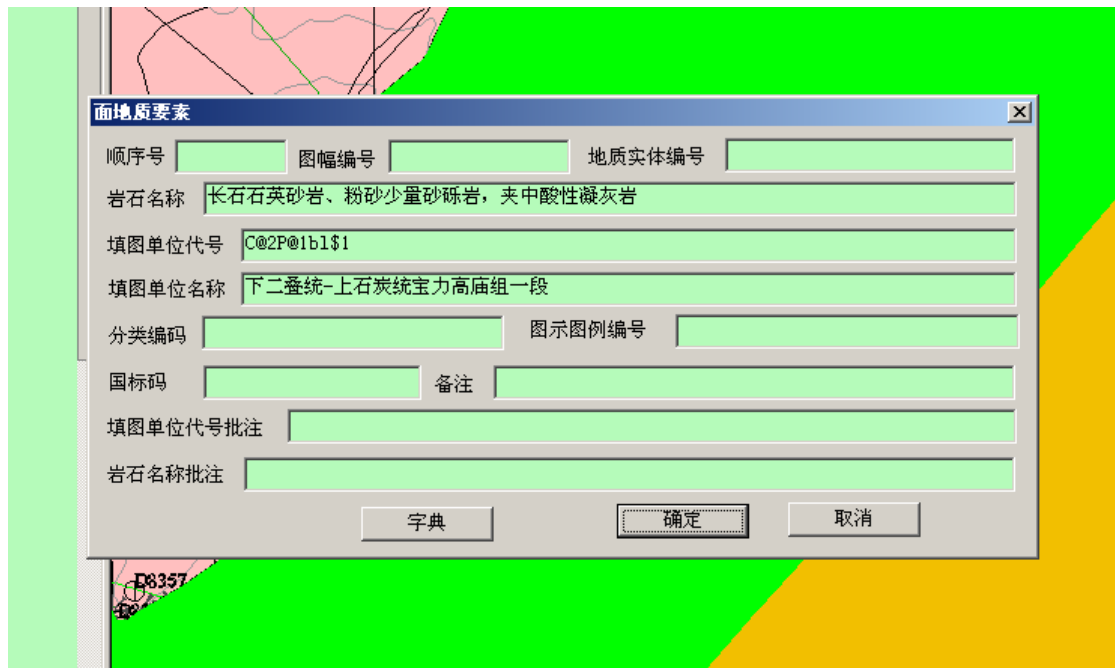 面地质要素
顺序号 图幅编号 地质实体编号
岩石名称 长石石英砂岩、粉砂少量砂砾岩，夹中酸性凝灰岩
填图单位代号 C@2P@1bl$1
填图单位名称 下二叠统-上石炭统宝力高庙组一段
分类编码 图示图例编号
国标码 备注
填图单位代号批注
岩石名称批注
字典 确定 取消
D8357